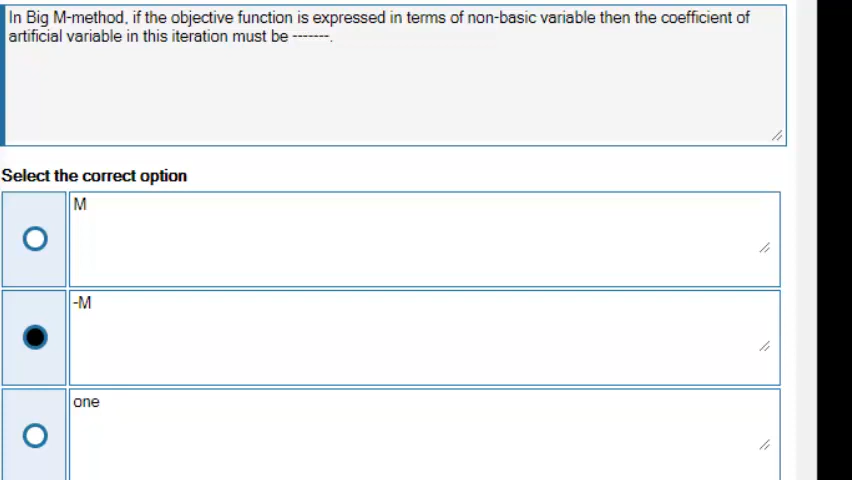 In Big M-method, if the objective function is expressed in terms of non-basic variable then the coefficient of
artificial variable in this iteration must be -------.
Select the correct option
M
-M
one